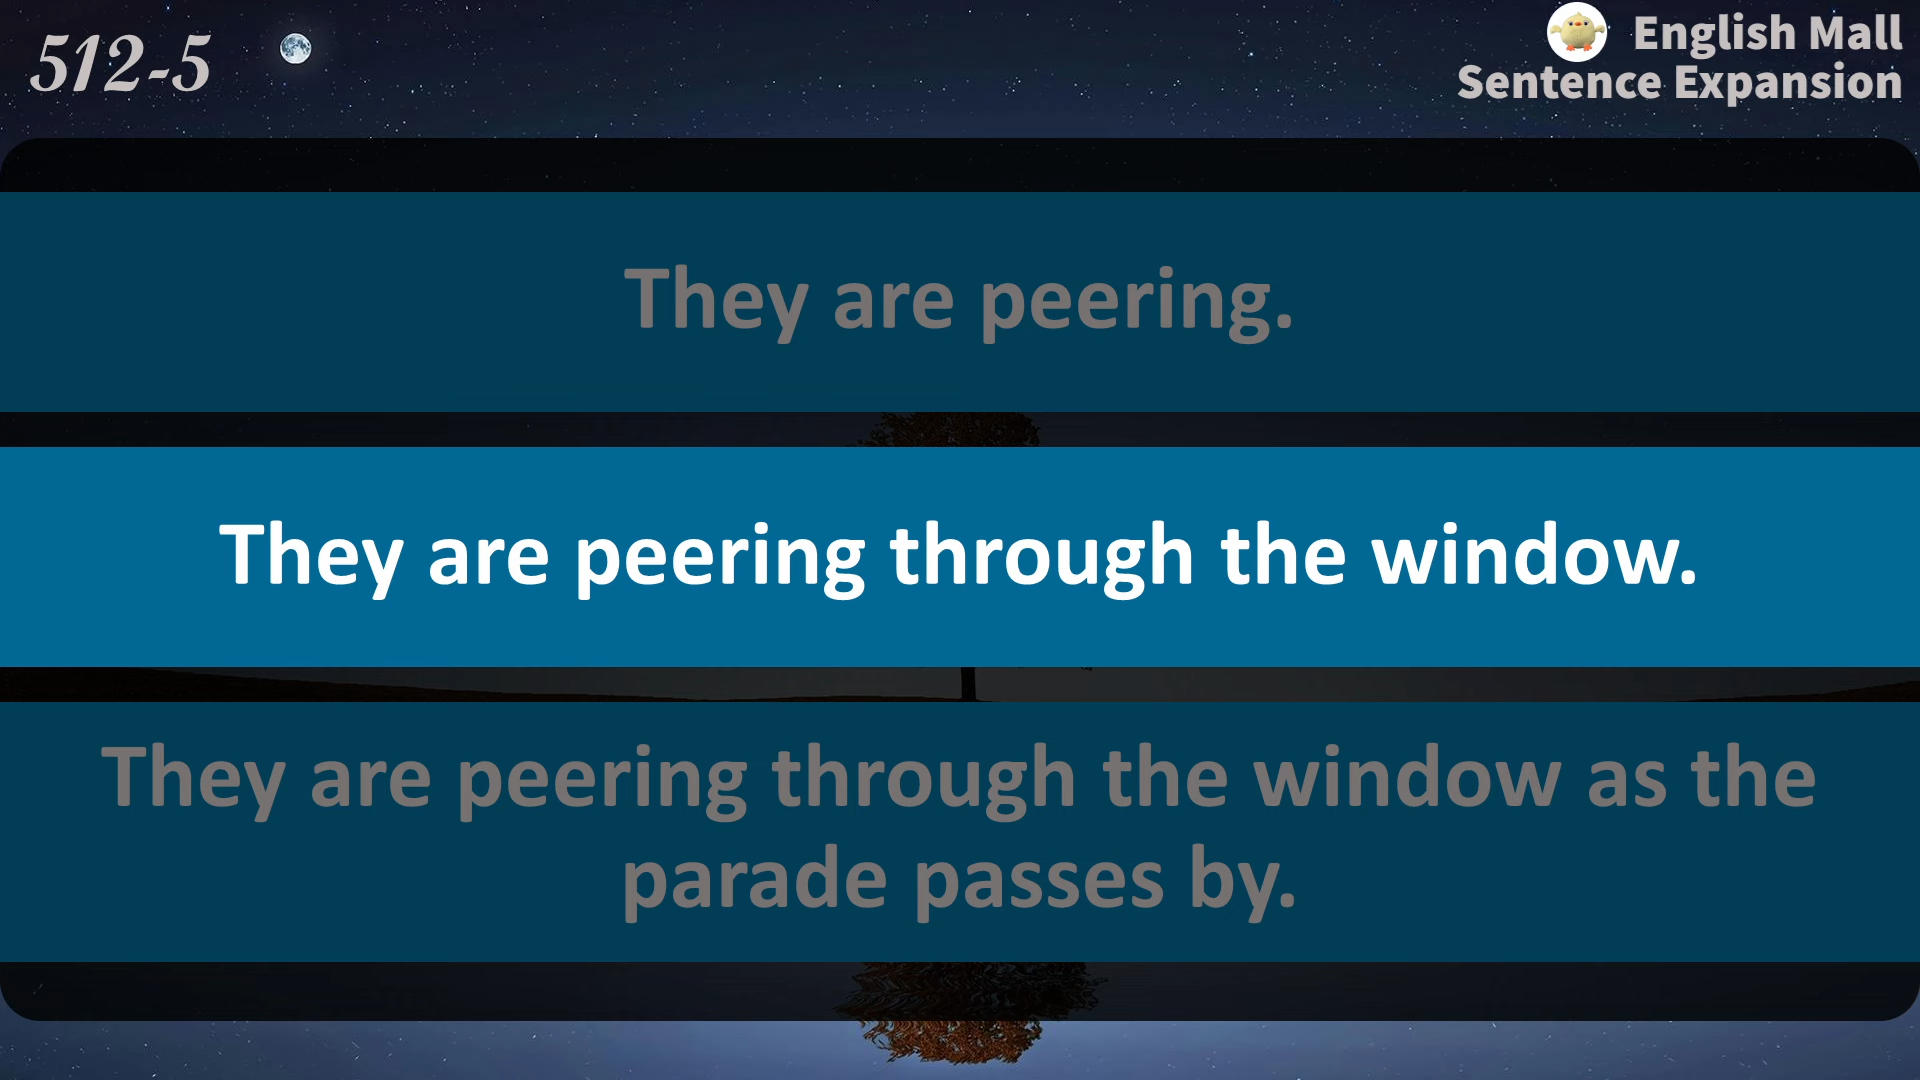 512-5
English Mall
Sentence Expansion
They are peering.
They are peering through the window.
They are peering through the window as the
parade passes by.